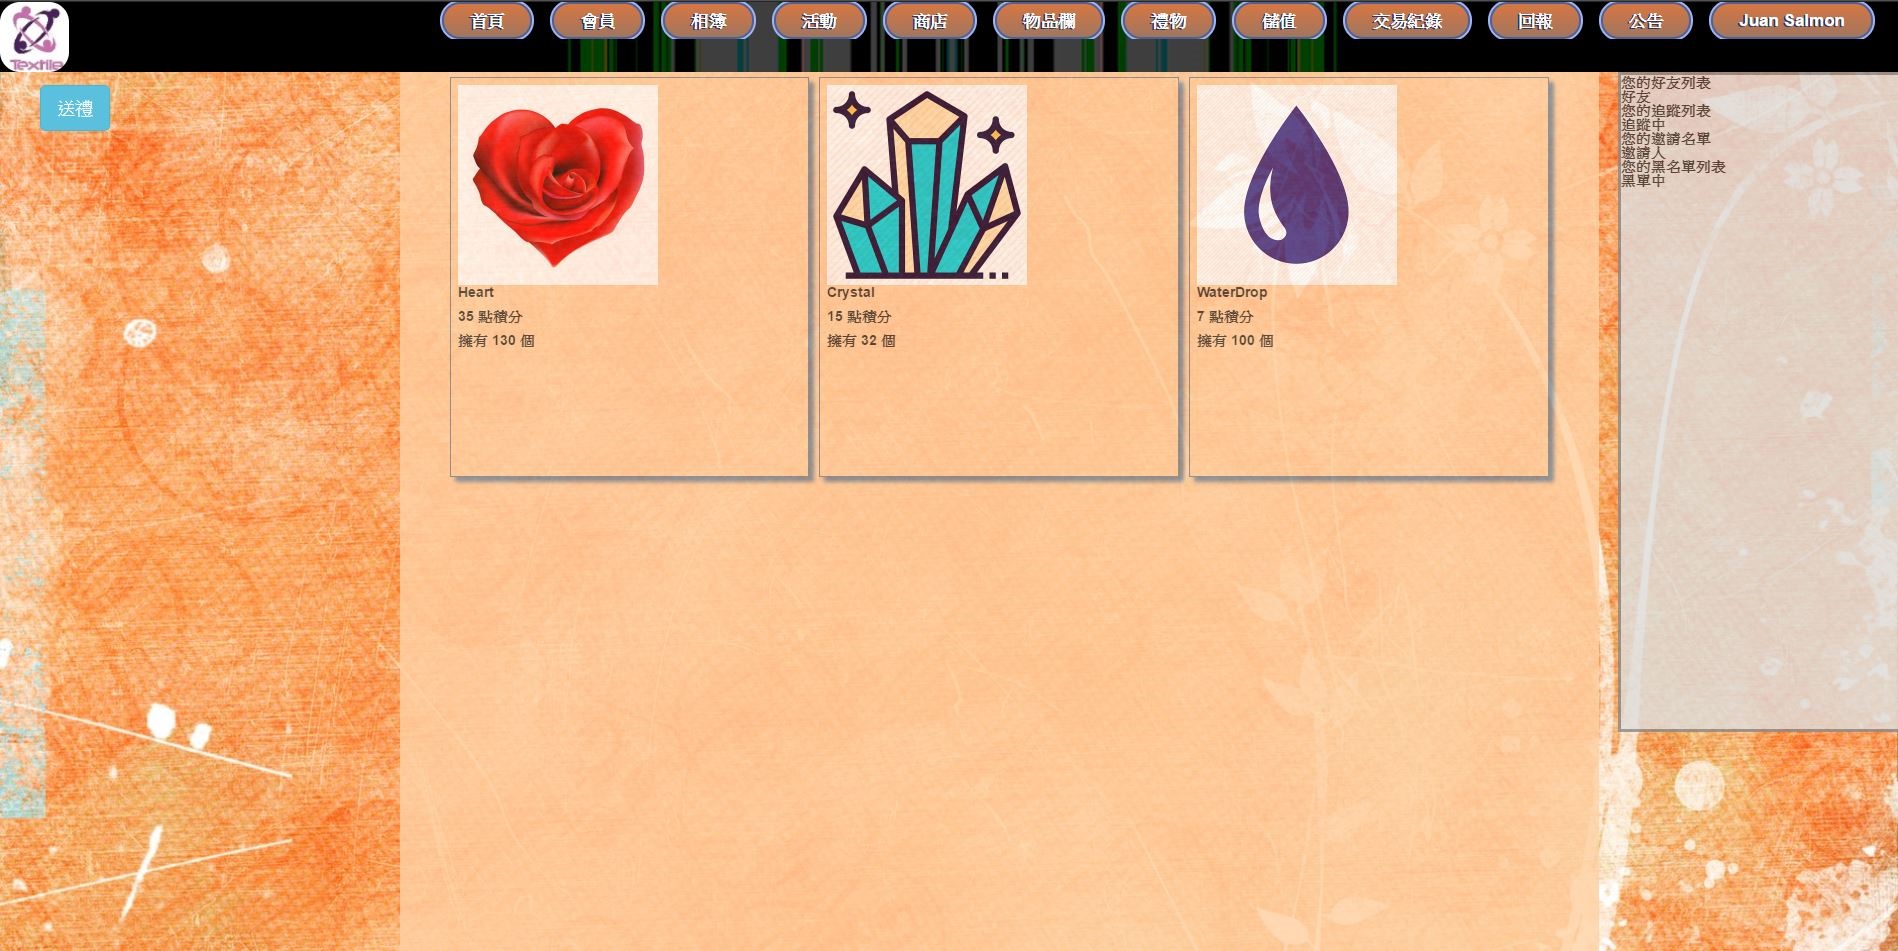 Textile
首頁
會員
相簿
活動
商店
物品欄
禮物
儲值
交易紀錄
回報
公告
Juan Salmon
送禮
Heart
35 點積分
擁有 130 個
Crystal
15 點積分
擁有 32 個
WaterDrop
7 點積分
擁有 100 個
您的好友列表
好友
您的追蹤列表
追蹤中
您的邀請名單
邀請人
您的黑名單列表
黑單中